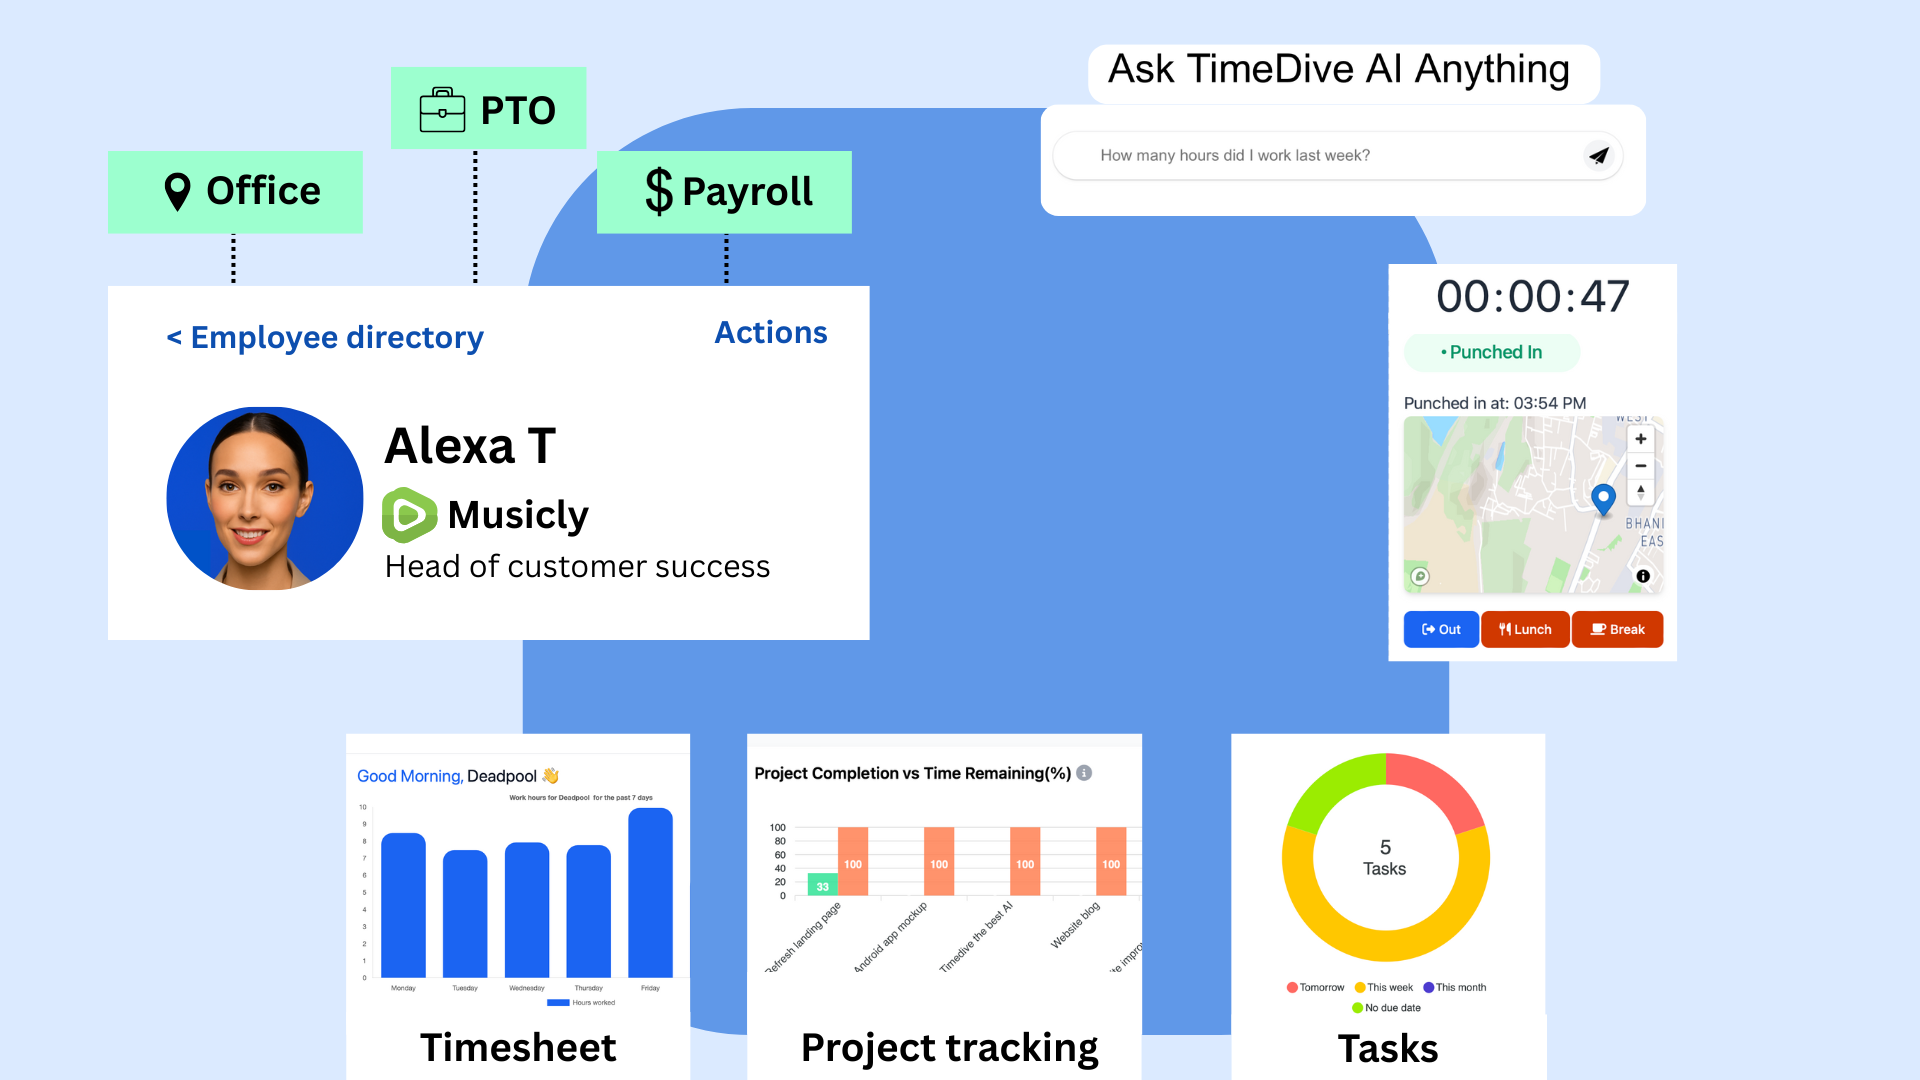 PTO
Office
$ Payroll
< Employee directory
Actions
Alexa T
Musicly
Head of customer success
Ask TimeDive AI Anything
How many hours did I work last week?
00:00:47
• Punched In
Punched in at: 03:54 PM
BHANI
EAS
Out
Lunch
Break
Good Morning, Deadpool 👋
Work hours for Deadpool for the past 7 days
10
9
8
7
6
5
4
3
2
1
0
Monday
Tuesday
Wednesday
Thursday
Friday
Hours worked
Timesheet
Project Completion vs Time Remaining(%)
100
80
60
40
20
0
33
100
100
100
100
Refresh landing page
Android app mockup
Timedive the best AI
Website blog
Project tracking
5
Tasks
Tomorrow
This week
This month
No due date
Tasks